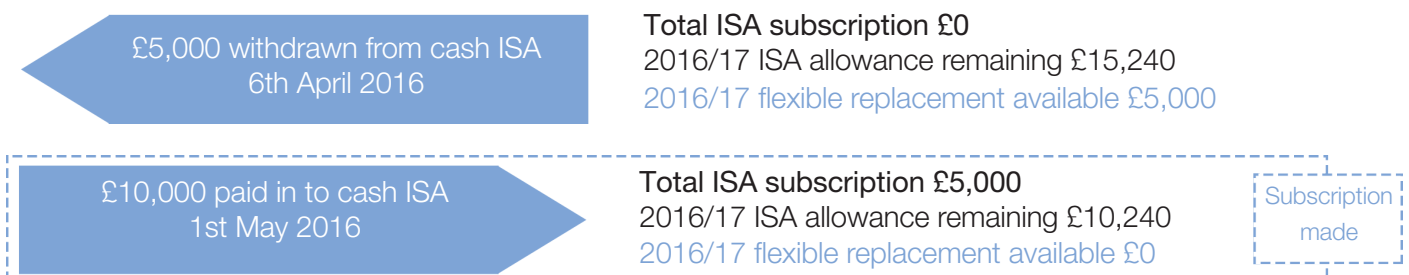 £5,000 withdrawn from cash ISA
6th April 2016
Total ISA subscription £0
2016/17 ISA allowance remaining £15,240
2016/17 flexible replacement available £5,000
£10,000 paid in to cash ISA
1st May 2016
Total ISA subscription £5,000
2016/17 ISA allowance remaining £10,240
2016/17 flexible replacement available £0
Subscription
made